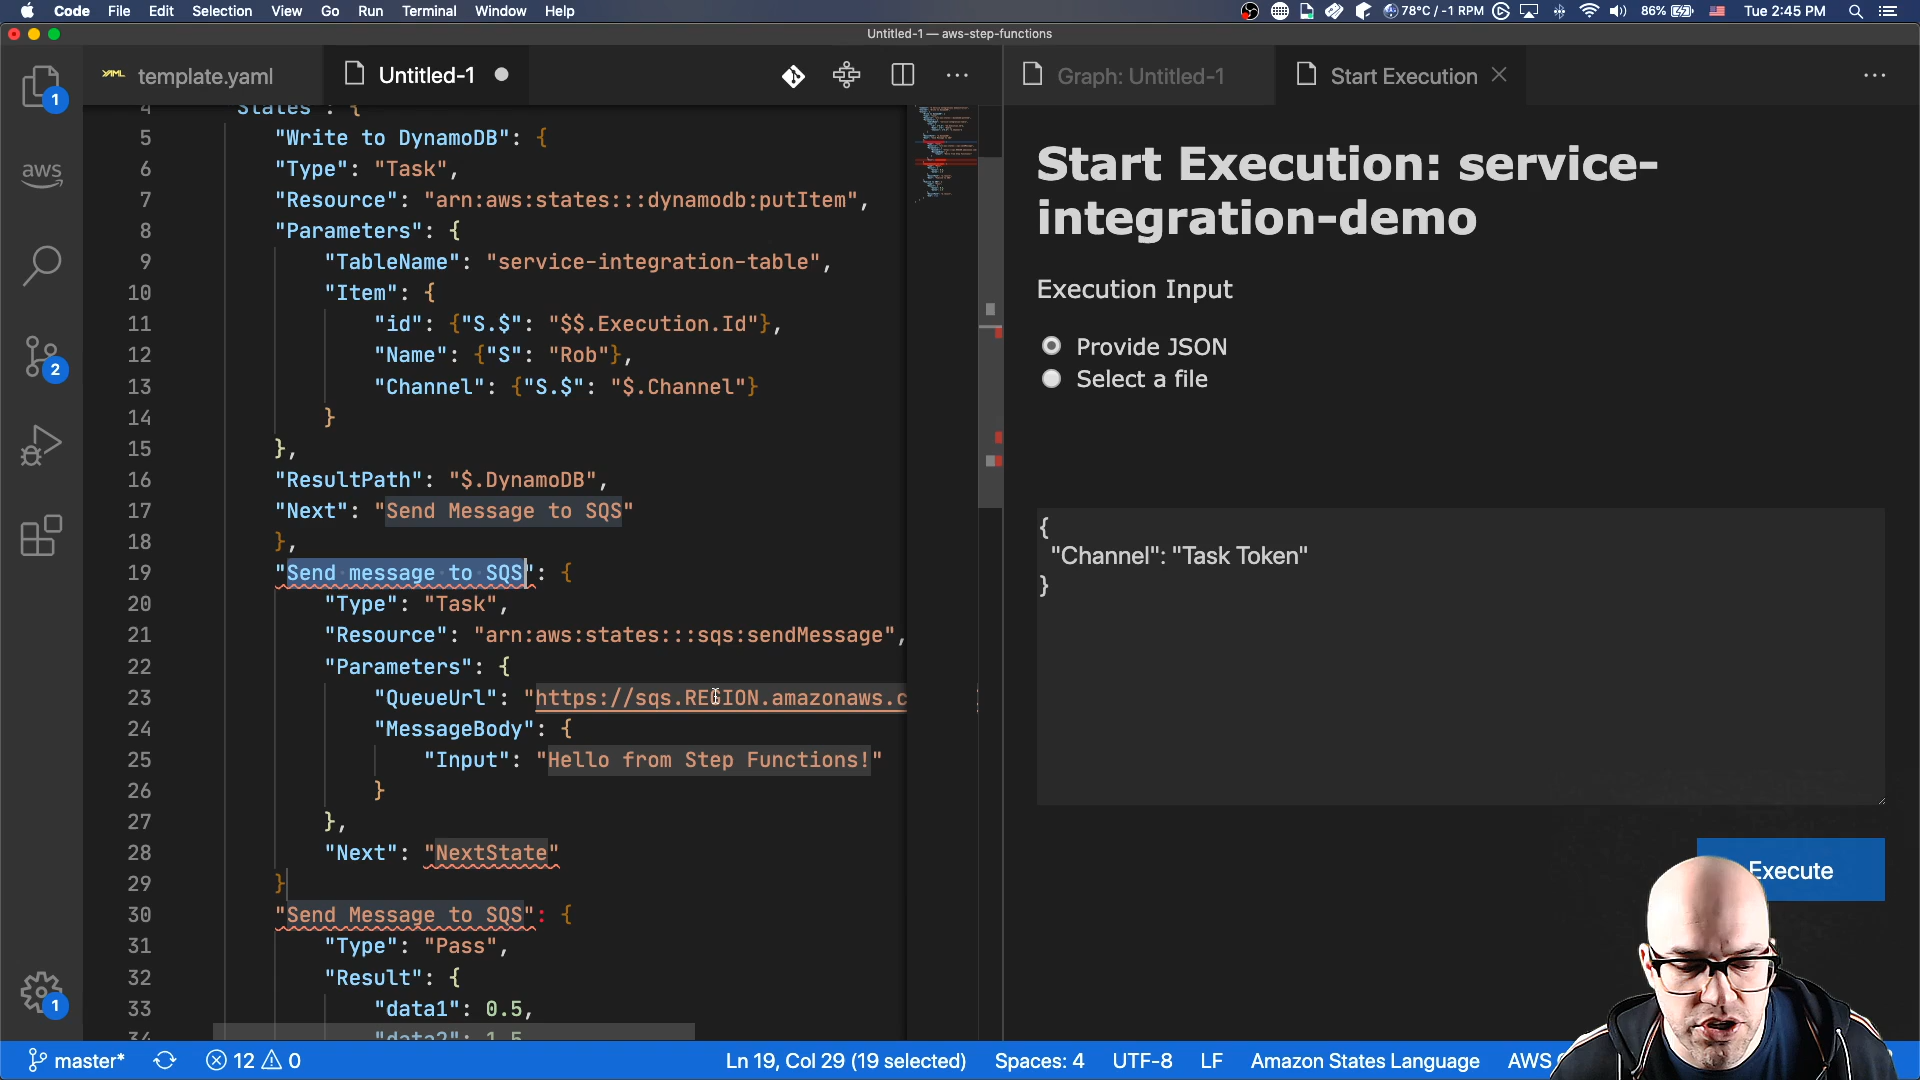 Code File Edit Selection View Go Run Terminal Window Help
78°C / -1 RPM 86% Tue 2:45 PM
Untitled-1 — aws-step-functions
YAML template.yaml Untitled-1
Graph: Untitled-1 Start Execution
1
aws
2
1
4 States": {
5 "Write to DynamoDB": {
6 "Type": "Task",
7 "Resource": "arn:aws:states:::dynamodb:putItem",
8 "Parameters": {
9 "TableName": "service-integration-table",
10 "Item": {
11 "id": {"S.$": "$$.Execution.Id"},
12 "Name": {"S": "Rob"},
13 "Channel": {"S.$": "$.Channel"}
14 }
15 },
16 "ResultPath": "$.DynamoDB",
17 "Next": "Send Message to SQS"
18 },
19 "Send message to SQS": {
20 "Type": "Task",
21 "Resource": "arn:aws:states:::sqs:sendMessage",
22 "Parameters": {
23 "QueueUrl": "https://sqs.REGION.amazonaws.c
24 "MessageBody": {
25 "Input": "Hello from Step Functions!"
26 }
27 },
28 "Next": "NextState"
29 }
30 "Send Message to SQS": {
31 "Type": "Pass",
32 "Result": {
33 "data1": 0.5,
34 "data2": 1.5
Start Execution: service-
integration-demo
Execution Input
Provide JSON
Select a file
{
"Channel": "Task Token"
}
Execute
master* 12 0 Ln 19, Col 29 (19 selected) Spaces: 4 UTF-8 LF Amazon States Language AWS